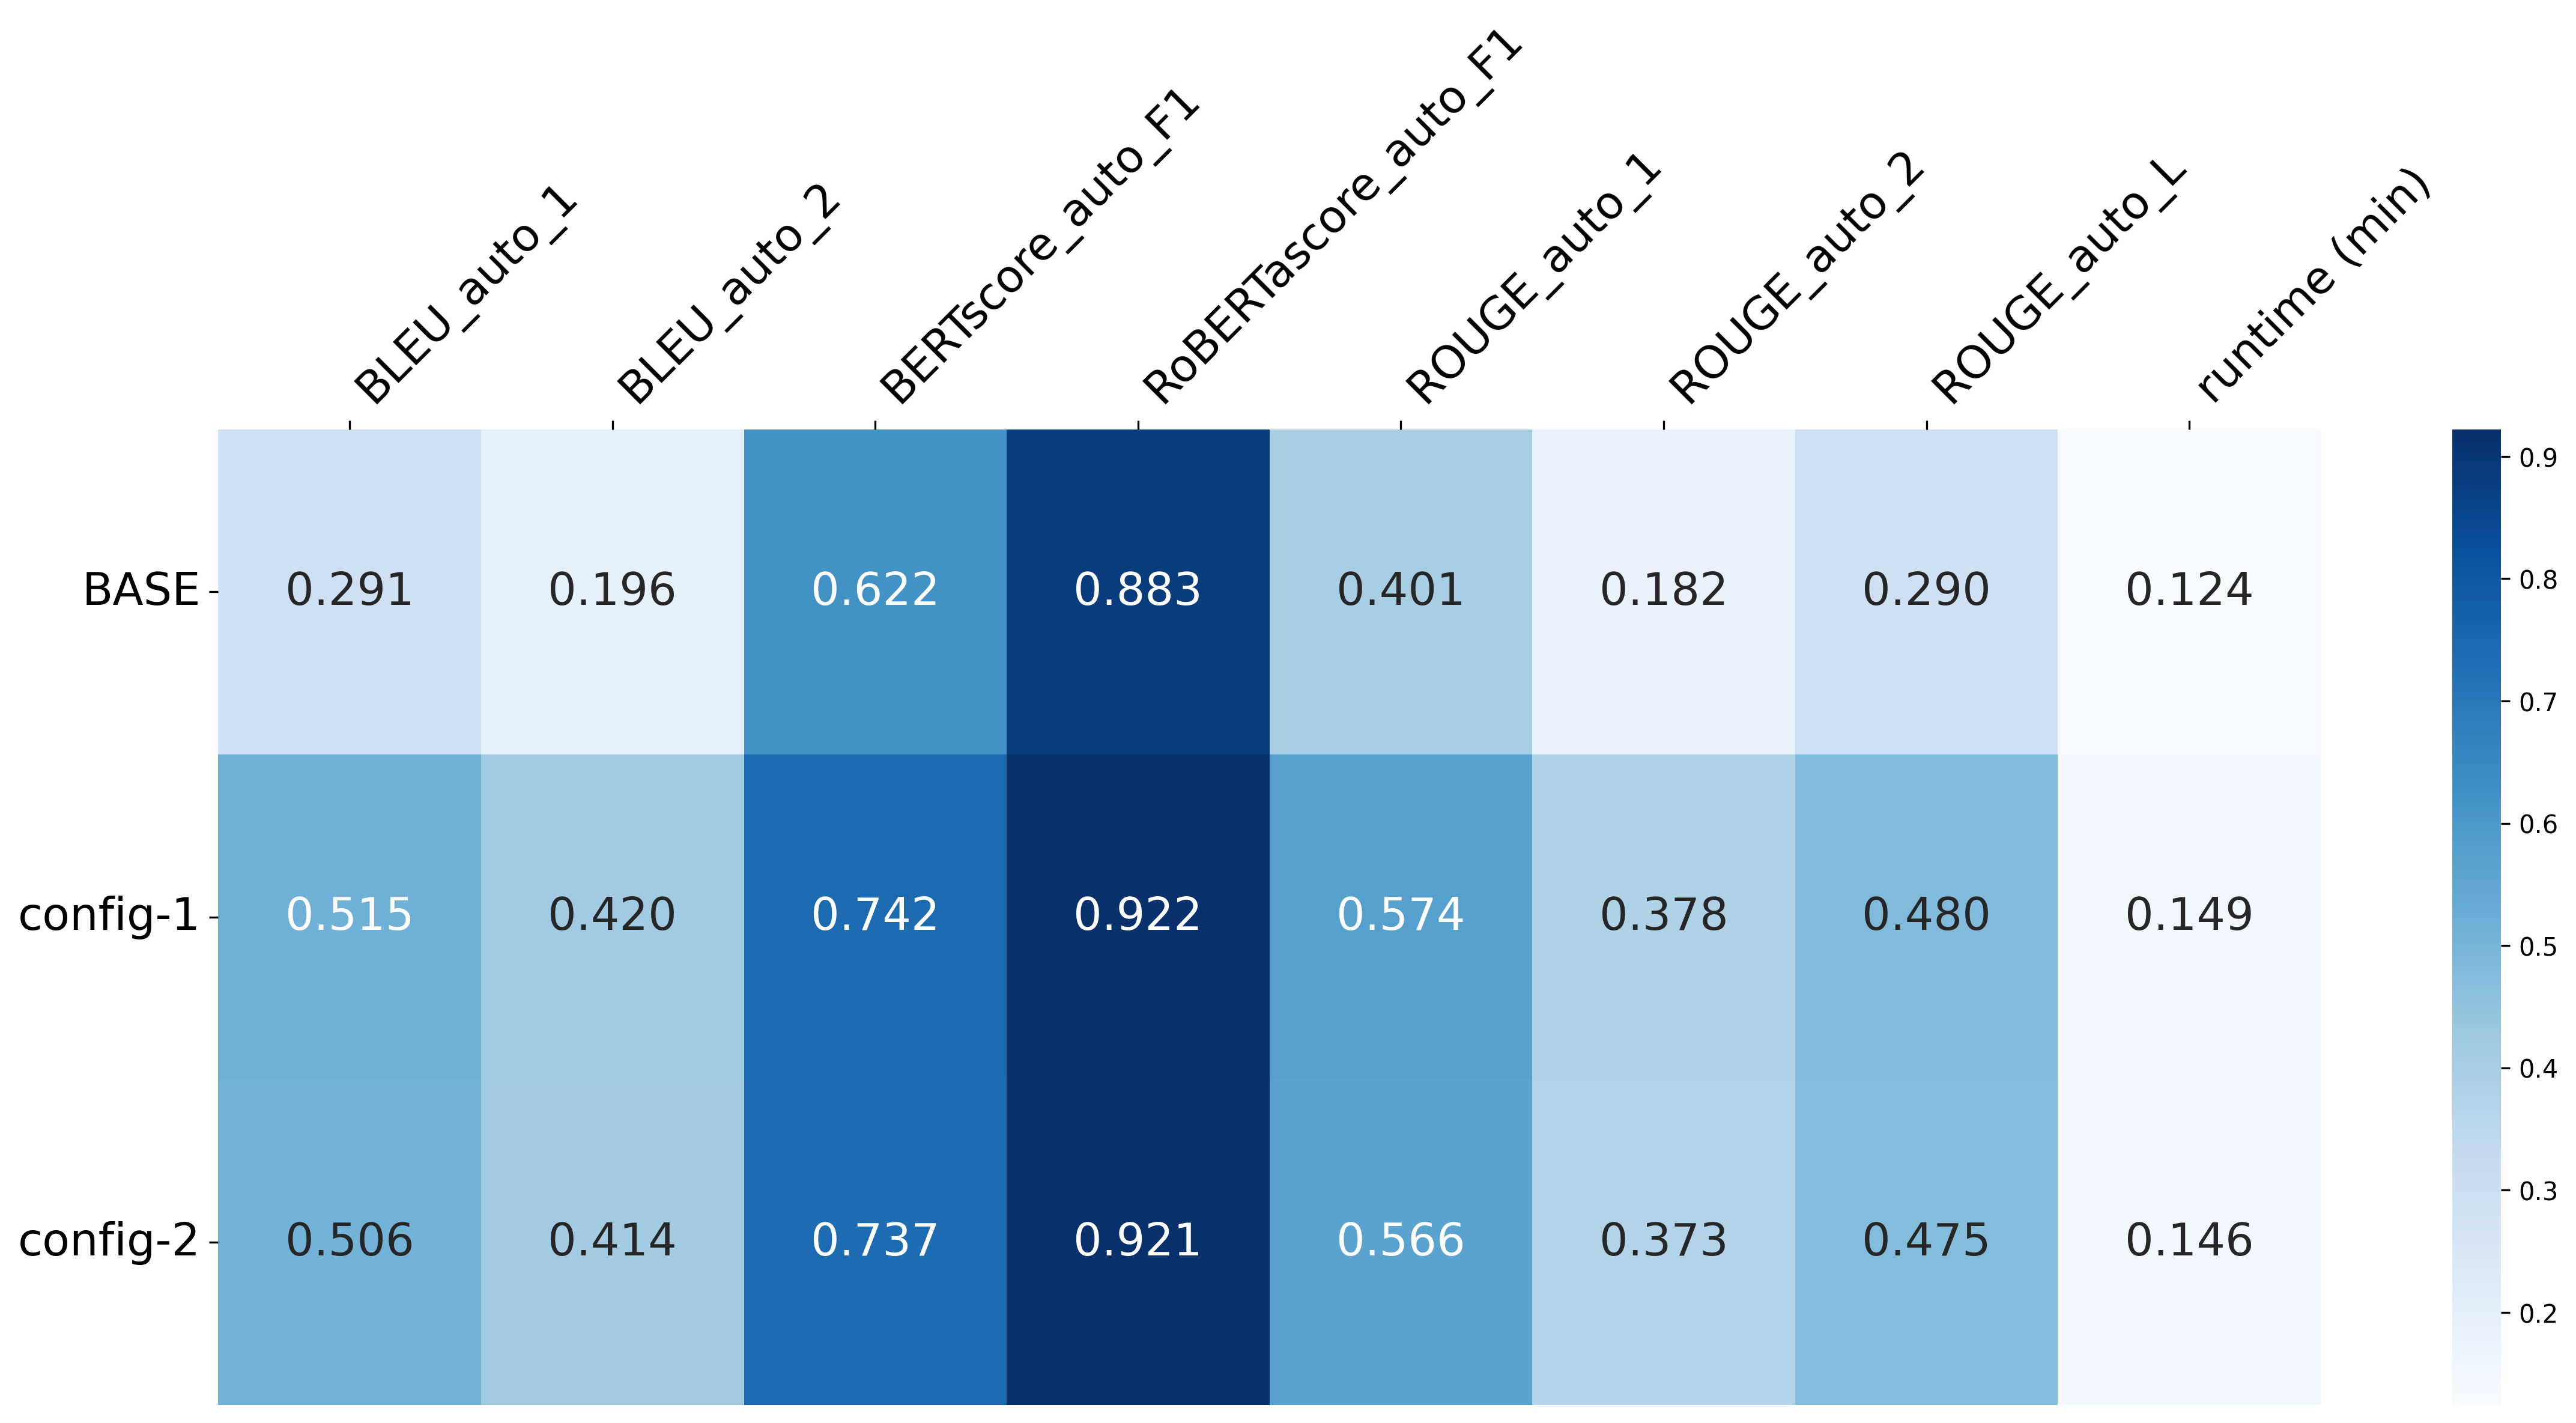 BLEU_auto_1
BLEU_auto_2
BERTscore_auto_F1
RoBERTascore_auto_F1
ROUGE_auto_1
ROUGE_auto_2
ROUGE_auto_L
runtime (min)
BASE 0.291 0.196 0.622 0.883 0.401 0.182 0.290 0.124
config-1 0.515 0.420 0.742 0.922 0.574 0.378 0.480 0.149
config-2 0.506 0.414 0.737 0.921 0.566 0.373 0.475 0.146
0.9
0.8
0.7
0.6
0.5
0.4
0.3
0.2